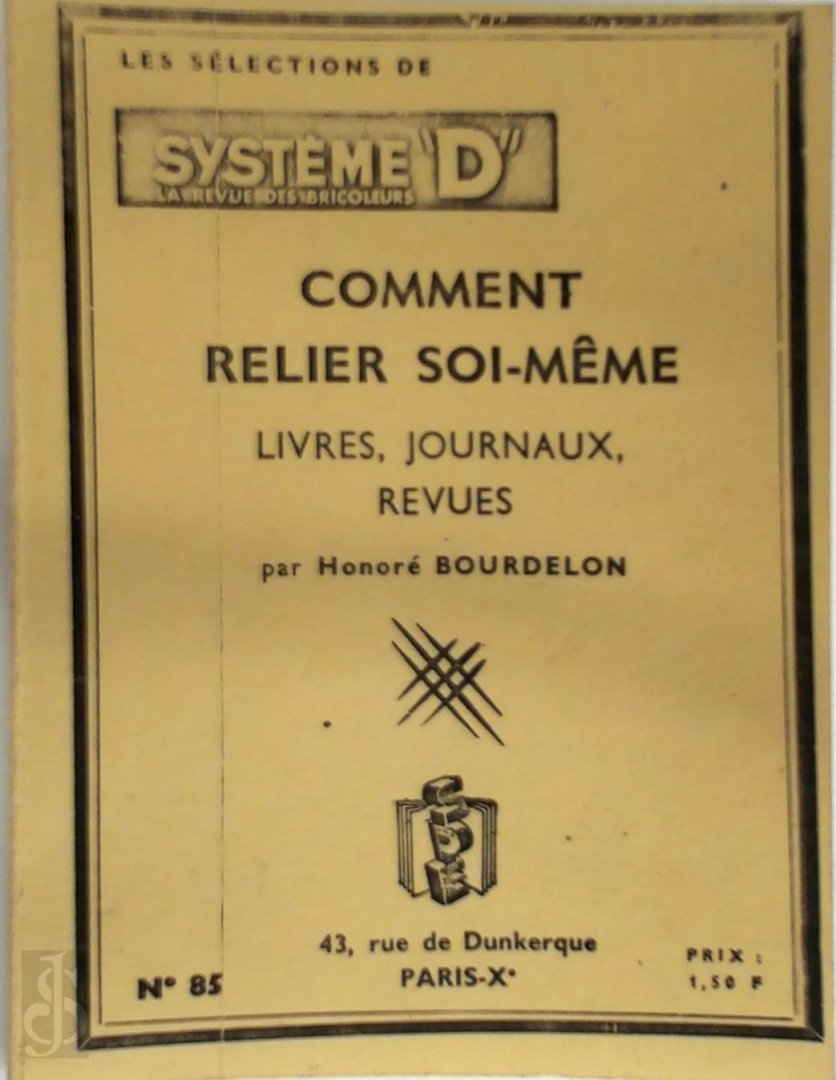 LES SÉLECTIONS DE
SYSTÈME "D"
LA REVUE DES BRICOLEURS
COMMENT
RELIER SOI-MÊME
LIVRES, JOURNAUX,
REVUES
par Honoré BOURDELON
43, rue de Dunkerque
PARIS-Xᵉ
N° 85
PRIX :
1,50 F